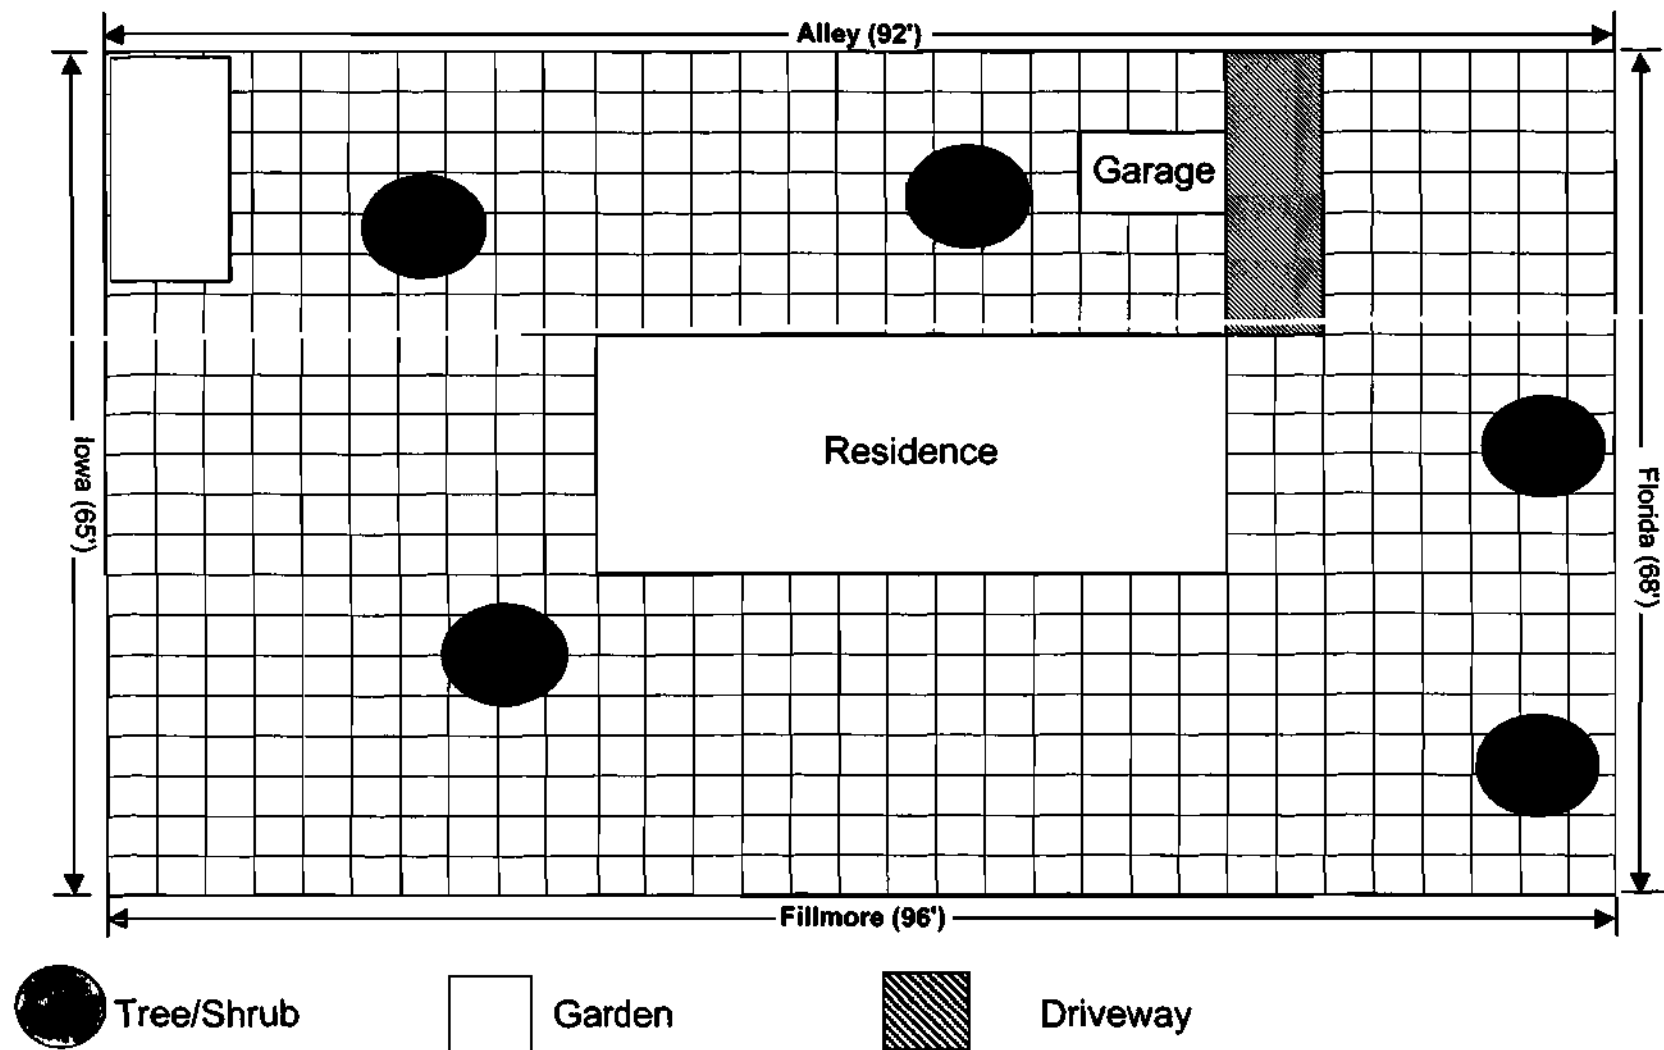 Alley (92')
Garage
Residence
Iowa (65')
Florida (68')
Fillmore (96')
Tree/Shrub
Garden
Driveway